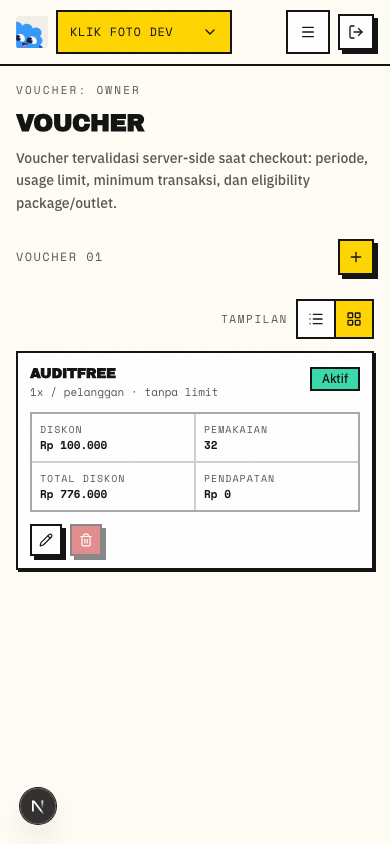 KLIK FOTO DEV
VOUCHER: OWNER
VOUCHER
Voucher tervalidasi server-side saat checkout: periode,
usage limit, minimum transaksi, dan eligibility
package/outlet.
VOUCHER 01
TAMPILAN
AUDITFREE
Aktif
1x / pelanggan · tanpa limit
DISKON
Rp 100.000
PEMAKAIAN
32
TOTAL DISKON
Rp 776.000
PENDAPATAN
Rp 0
N